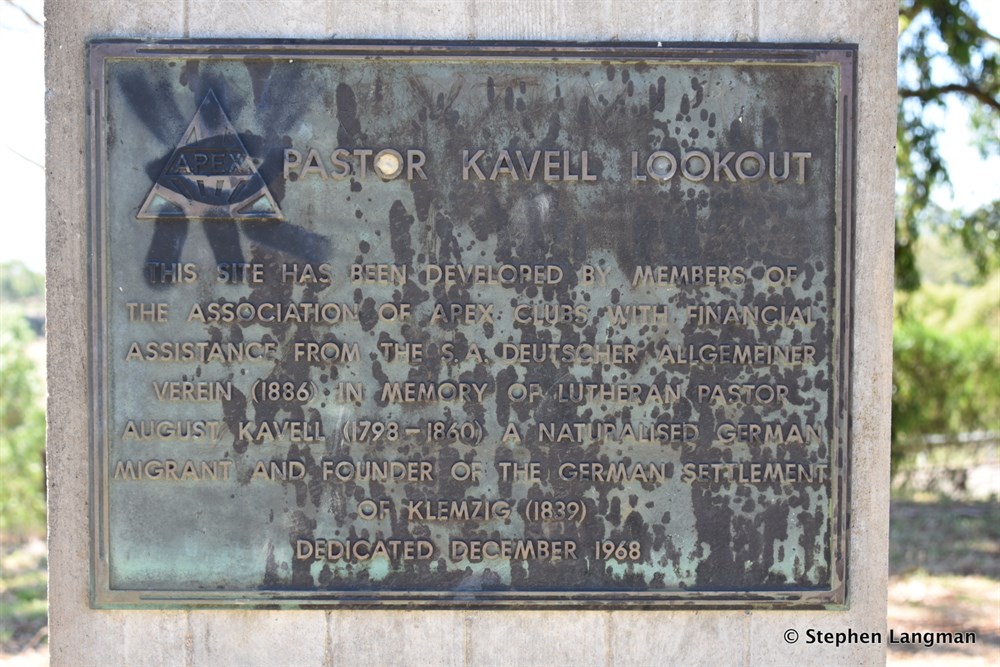 APEX
PASTOR KAVELL LOOKOUT
THIS SITE HAS BEEN DEVELOPED BY MEMBERS OF
THE ASSOCIATION OF APEX CLUBS WITH FINANCIAL
ASSISTANCE FROM THE S.A. DEUTSCHER ALLGEMEINER
VEREIN (1886) IN MEMORY OF LUTHERAN PASTOR
AUGUST KAVELL (1798-1860) A NATURALISED GERMAN
MIGRANT AND FOUNDER OF THE GERMAN SETTLEMENT
OF KLEMZIG (1839)
DEDICATED DECEMBER 1968
© Stephen Langman